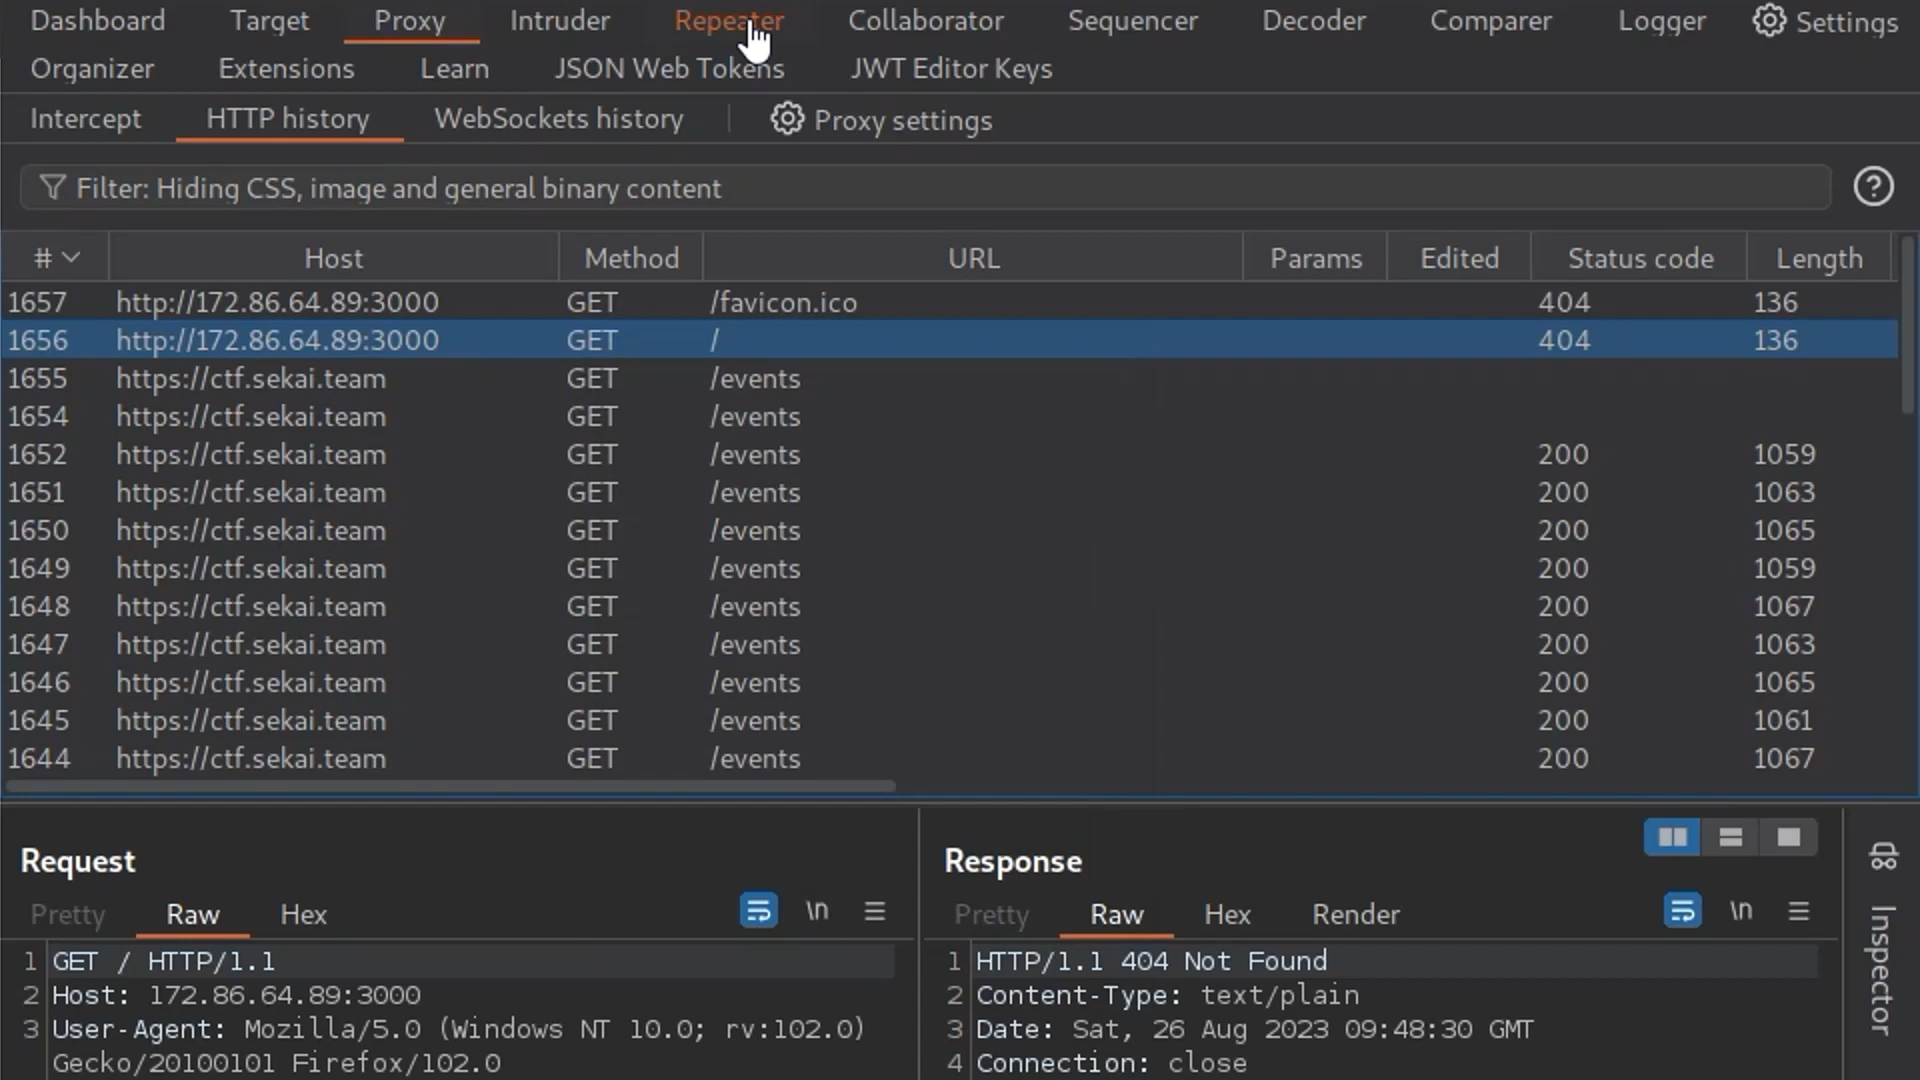 Dashboard Target Proxy Intruder Repeater Collaborator Sequencer Decoder Comparer Logger Settings
Organizer Extensions Learn JSON Web Tokens JWT Editor Keys
Intercept HTTP history WebSockets history Proxy settings
Filter: Hiding CSS, image and general binary content ?
# Host Method URL Params Edited Status code Length
1657 http://172.86.64.89:3000 GET /favicon.ico 404 136
1656 http://172.86.64.89:3000 GET / 404 136
1655 https://ctf.sekai.team GET /events
1654 https://ctf.sekai.team GET /events
1652 https://ctf.sekai.team GET /events 200 1059
1651 https://ctf.sekai.team GET /events 200 1063
1650 https://ctf.sekai.team GET /events 200 1065
1649 https://ctf.sekai.team GET /events 200 1059
1648 https://ctf.sekai.team GET /events 200 1067
1647 https://ctf.sekai.team GET /events 200 1063
1646 https://ctf.sekai.team GET /events 200 1065
1645 https://ctf.sekai.team GET /events 200 1061
1644 https://ctf.sekai.team GET /events 200 1067
Request
Pretty Raw Hex \n
1 GET / HTTP/1.1
2 Host: 172.86.64.89:3000
3 User-Agent: Mozilla/5.0 (Windows NT 10.0; rv:102.0)
Gecko/20100101 Firefox/102.0
Response
Pretty Raw Hex Render \n
1 HTTP/1.1 404 Not Found
2 Content-Type: text/plain
3 Date: Sat, 26 Aug 2023 09:48:30 GMT
4 Connection: close
Inspector